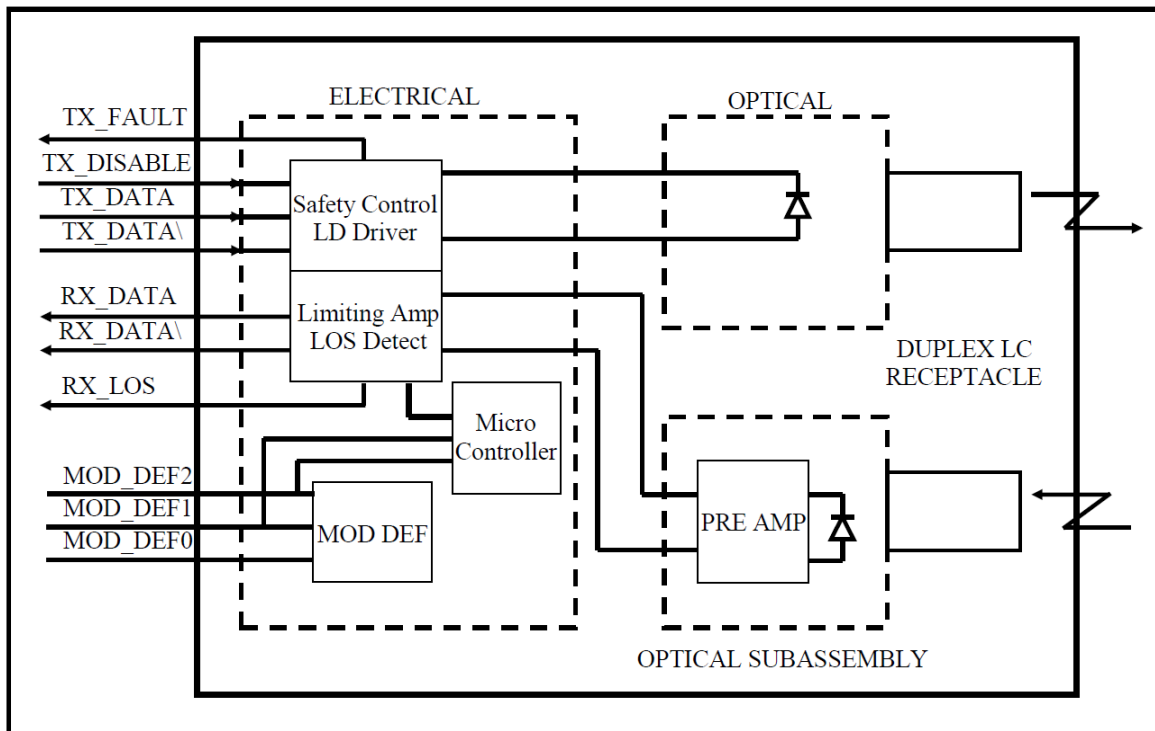 ELECTRICAL
OPTICAL
TX_FAULT
TX_DISABLE
TX_DATA
TX_DATA\
Safety Control
LD Driver
RX_DATA
RX_DATA\
Limiting Amp
LOS Detect
DUPLEX LC
RECEPTACLE
RX_LOS
Micro
Controller
MOD_DEF2
MOD_DEF1
MOD_DEF0
MOD DEF
PRE AMP
OPTICAL SUBASSEMBLY